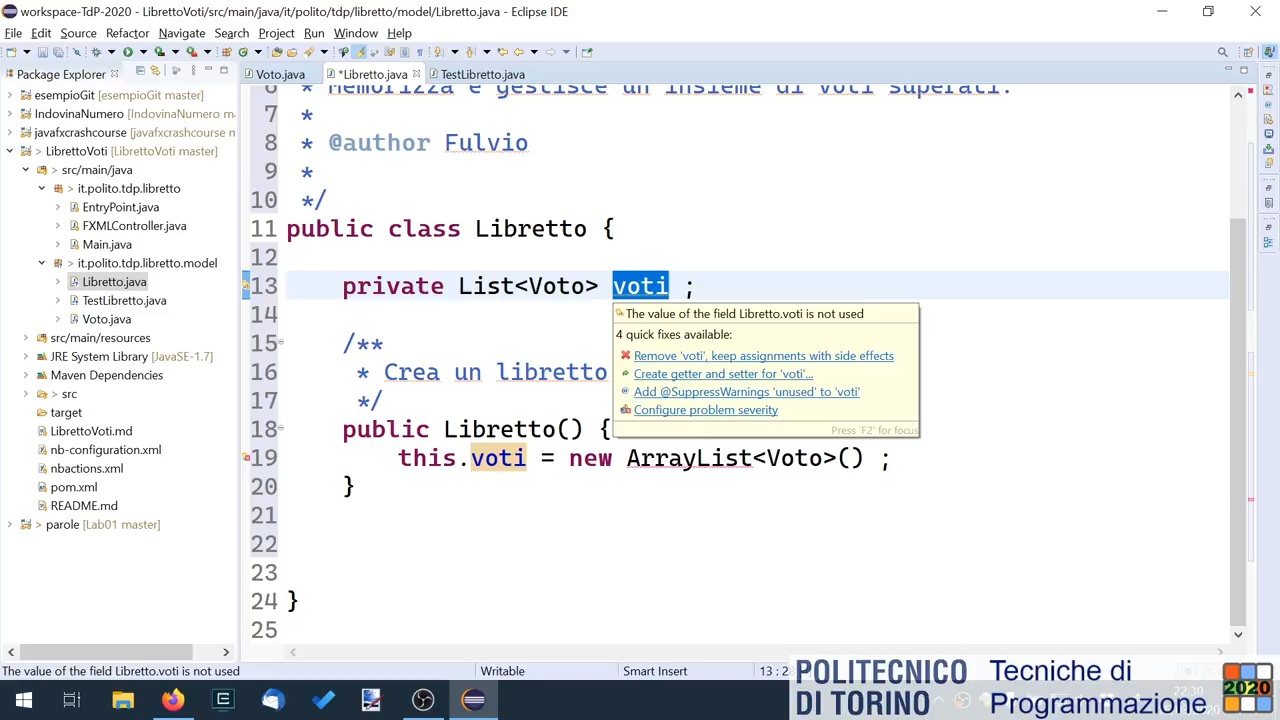 workspace-TdP-2020 - LibrettoVoti/src/main/java/it/polito/tdp/libretto/model/Libretto.java - Eclipse IDE
File Edit Source Refactor Navigate Search Project Run Window Help
Package Explorer
Voto.java
*Libretto.java
TestLibretto.java
esempioGit [esempioGit master]
IndovinaNumero [IndovinaNumero ma
javafxcrashcourse [javafxcrashcourse m
> LibrettoVoti [LibrettoVoti master]
> src/main/java
> it.polito.tdp.libretto
EntryPoint.java
FXMLController.java
Main.java
> it.polito.tdp.libretto.model
Libretto.java
TestLibretto.java
Voto.java
src/main/resources
JRE System Library [JavaSE-1.7]
Maven Dependencies
> src
target
LibrettoVoti.md
nb-configuration.xml
nbactions.xml
pom.xml
README.md
> parole [Lab01 master]
6 * Memorizza e gestisce un insieme di voti superati.
7 *
8 * @author Fulvio
9 *
10 */
11 public class Libretto {
12
13 private List<Voto> voti ;
14
15 /**
16 * Crea un libretto
17 */
18 public Libretto() {
19 this.voti = new ArrayList<Voto>() ;
20 }
21
22
23
24 }
25
The value of the field Libretto.voti is not used
4 quick fixes available:
Remove 'voti', keep assignments with side effects
Create getter and setter for 'voti'...
Add @SuppressWarnings 'unused' to 'voti'
Configure problem severity
Press 'F2' for focus
The value of the field Libretto.voti is not used
Writable
Smart Insert
13 : 28
POLITECNICO
DI TORINO
Tecniche di
Programmazione
2020